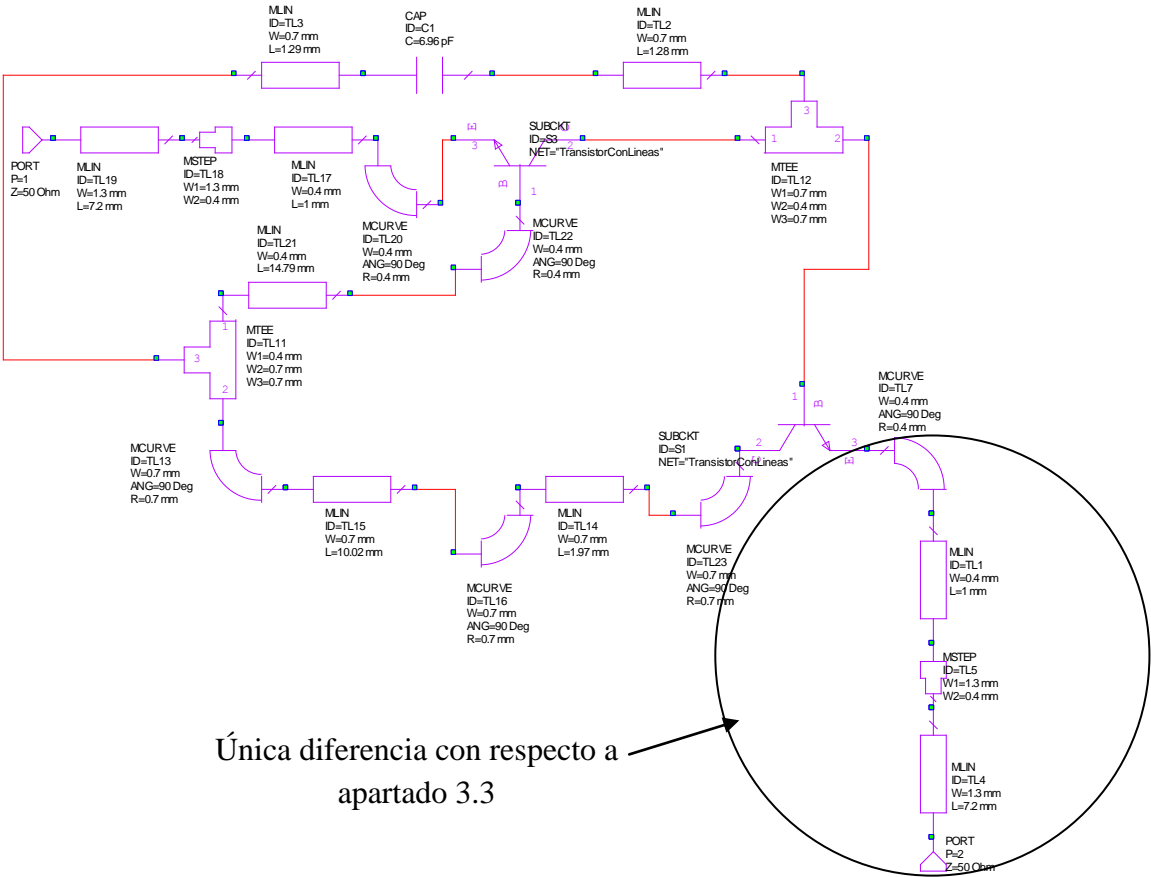 MLIN
ID=TL3
W=0.7 mm
L=1.29 mm
CAP
ID=C1
C=6.96 pF
MLIN
ID=TL2
W=0.7 mm
L=1.28 mm
PORT
P=1
Z=50 Ohm
MLIN
ID=TL19
W=1.3 mm
L=7.2 mm
MSTEP
ID=TL18
W1=1.3 mm
W2=0.4 mm
MLIN
ID=TL17
W=0.4 mm
L=1 mm
MCURVE
ID=TL20
W=0.4 mm
ANG=90 Deg
R=0.4 mm
E
3
SUBCKT
ID=S3
NET="TransistorConLineas"
2
B
1
MCURVE
ID=TL22
W=0.4 mm
ANG=90 Deg
R=0.4 mm
3
1
2
MTEE
ID=TL12
W1=0.7 mm
W2=0.4 mm
W3=0.7 mm
MLIN
ID=TL21
W=0.4 mm
L=14.79 mm
1
3
2
MTEE
ID=TL11
W1=0.4 mm
W2=0.7 mm
W3=0.7 mm
MCURVE
ID=TL13
W=0.7 mm
ANG=90 Deg
R=0.7 mm
MLIN
ID=TL15
W=0.7 mm
L=10.02 mm
MCURVE
ID=TL16
W=0.7 mm
ANG=90 Deg
R=0.7 mm
MLIN
ID=TL14
W=0.7 mm
L=1.97 mm
MCURVE
ID=TL23
W=0.7 mm
ANG=90 Deg
R=0.7 mm
SUBCKT
ID=S1
NET="TransistorConLineas"
1
B
2
3
E
MCURVE
ID=TL7
W=0.4 mm
ANG=90 Deg
R=0.4 mm
MLIN
ID=TL1
W=0.4 mm
L=1 mm
MSTEP
ID=TL5
W1=1.3 mm
W2=0.4 mm
MLIN
ID=TL4
W=1.3 mm
L=7.2 mm
PORT
P=2
Z=50 Ohm
Única diferencia con respecto a
apartado 3.3